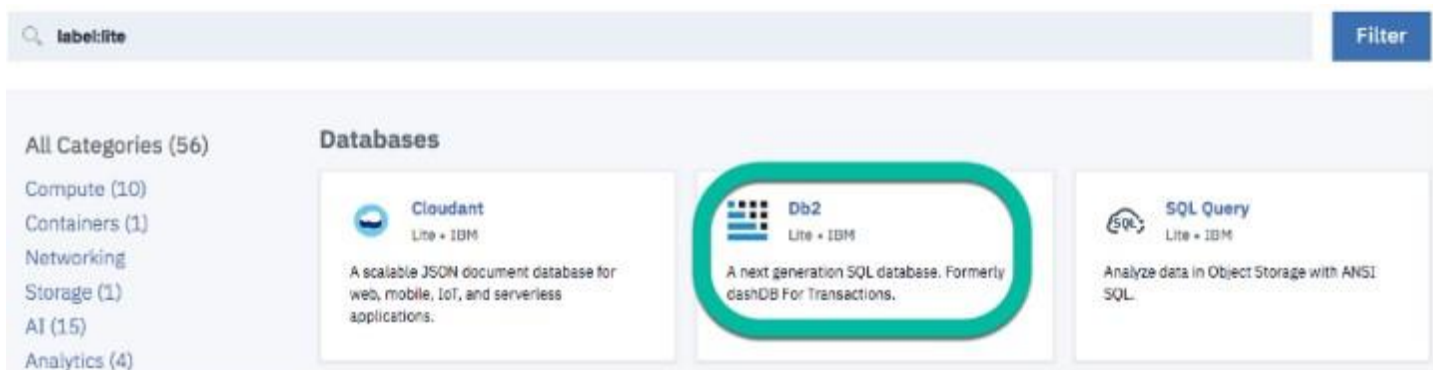 label:lite
Filter
All Categories (56)
Compute (10)
Containers (1)
Networking
Storage (1)
AI (15)
Analytics (4)
Databases
Cloudant
Lite • IBM
A scalable JSON document database for
web, mobile, IoT, and serverless
applications.
Db2
Lite • IBM
A next generation SQL database. Formerly
dashDB For Transactions.
SQL
SQL Query
Lite • IBM
Analyze data in Object Storage with ANSI
SQL.